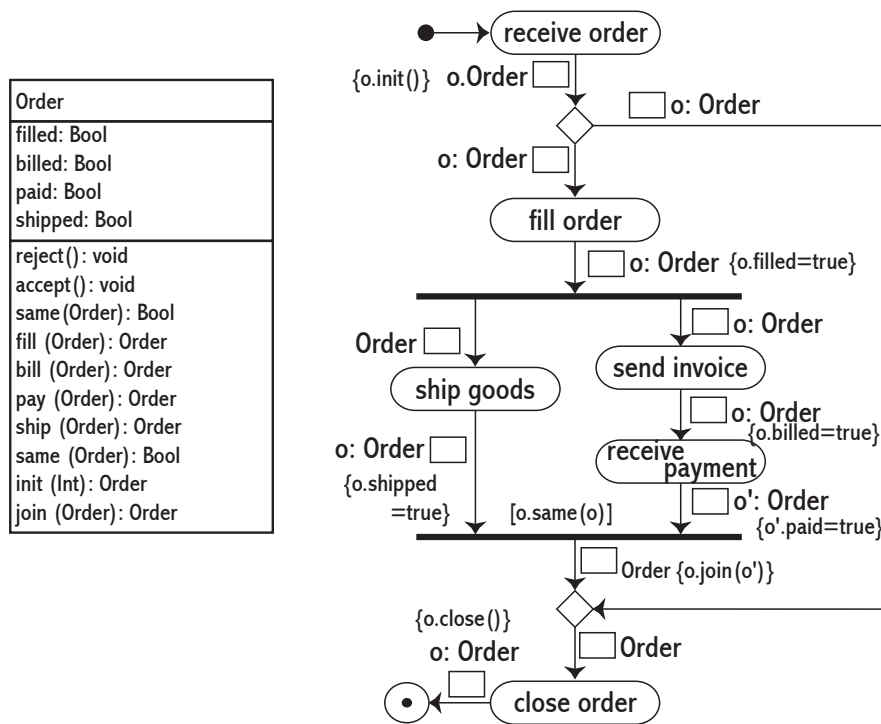 Order
filled: Bool
billed: Bool
paid: Bool
shipped: Bool
reject(): void
accept(): void
same(Order): Bool
fill (Order): Order
bill (Order): Order
pay (Order): Order
ship (Order): Order
same (Order): Bool
init (Int): Order
join (Order): Order
receive order
{o.init()} o.Order
o: Order
o: Order
fill order
o: Order {o.filled=true}
Order
o: Order
ship goods
send invoice
o: Order
{o.shipped
=true}
o: Order
{o.billed=true}
receive
payment
o': Order
{o'.paid=true}
[o.same(o)]
Order {o.join(o')}
{o.close()}
Order
o: Order
close order